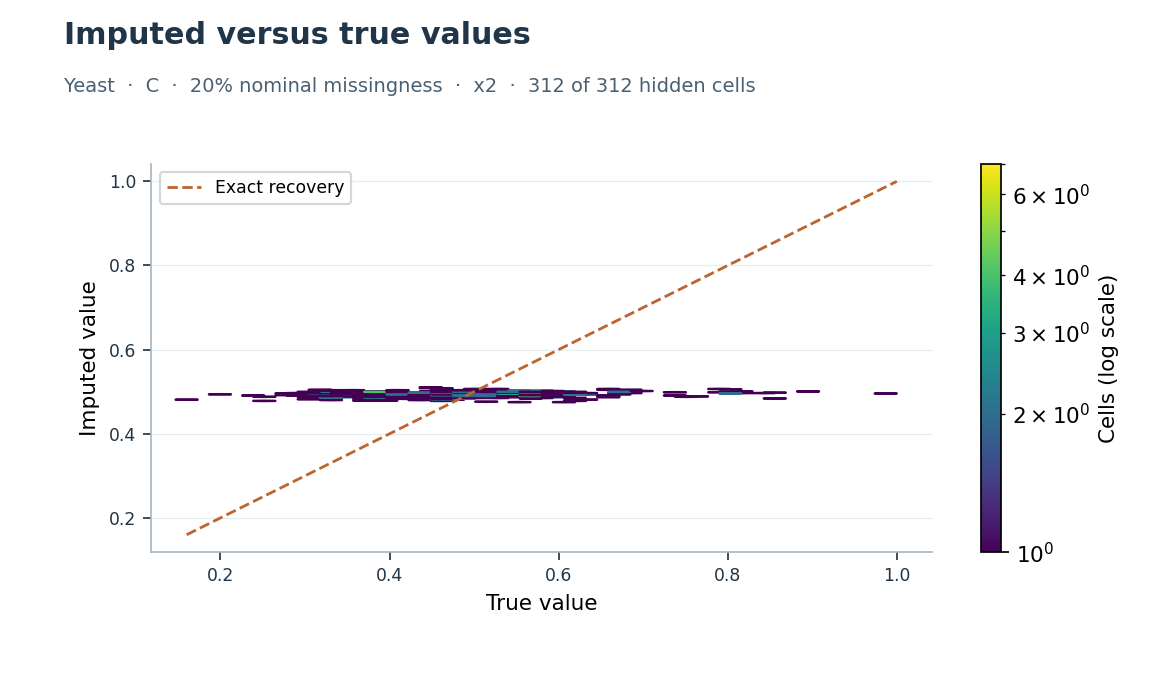 Imputed versus true values
Yeast · C · 20% nominal missingness · x2 · 312 of 312 hidden cells
Exact recovery
1.0
0.8
0.6
0.4
0.2
Imputed value
0.2 0.4 0.6 0.8 1.0
True value
6 × 10⁰
4 × 10⁰
3 × 10⁰
2 × 10⁰
10⁰
Cells (log scale)